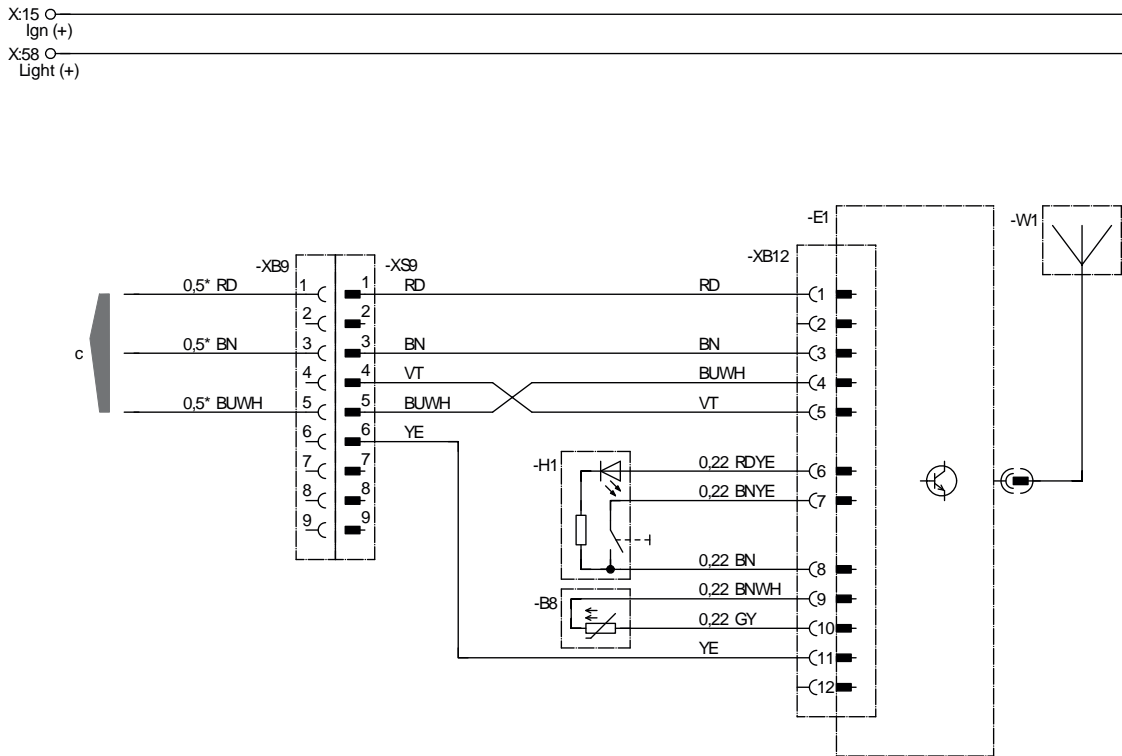 X:15
Ign (+)
X:58
Light (+)
-E1
-W1
-XB12
-XB9 -XS9
0,5* RD 1 1 RD RD 1
2 2 2
0,5* BN 3 3 BN BN 3
c
4 4 VT BUWH 4
0,5* BUWH 5 5 BUWH VT 5
6 6 YE
-H1 0,22 RDYE 6
7 7
0,22 BNYE 7
8 8
9 9
0,22 BN 8
-B8 0,22 BNWH 9
0,22 GY 10
YE 11
12